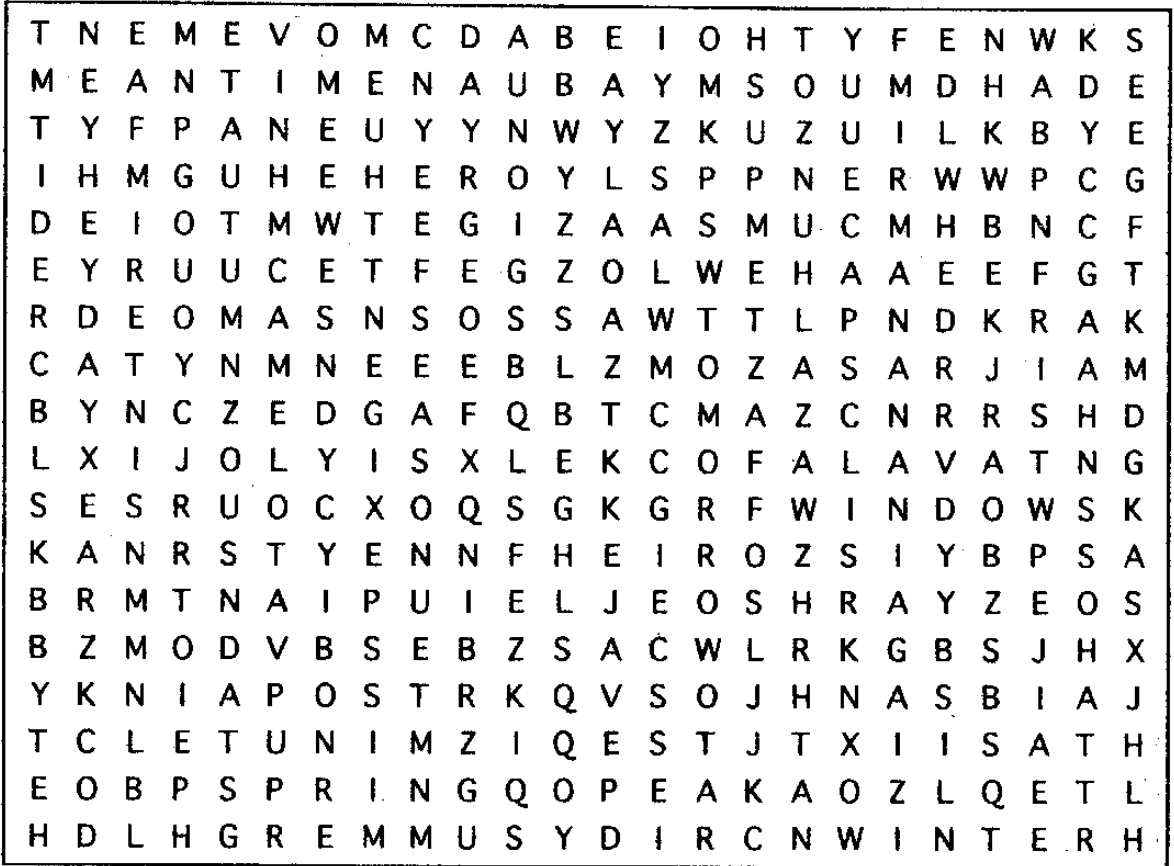 T N E M E V O M C D A B E I O H T Y F E N W K S
M E A N T I M E N A U B A Y M S O U M D H A D E
T Y F P A N E U Y Y N W Y Z K U Z U I L K B Y E
I H M G U H E H E R O Y L S P P N E R W W P C G
D E I O T M W T E G I Z A A S M U C M H B N C F
E Y R U U C E T F E G Z O L W E H A A E E F G T
R D E O M A S N S O S S A W T T L P N D K R A K
C A T Y N M N E E E B L Z M O Z A S A R J I A M
B Y N C Z E D G A F Q B T C M A Z C N R R S H D
L X I J O L Y I S X L E K C O F A L A V A T N G
S E S R U O C X O Q S G K G R F W I N D O W S K
K A N R S T Y E N N F H E I R O Z S I Y B P S A
B R M T N A I P U I E L J E O S H R A Y Z E O S
B Z M O D V B S E B Z S A C W L R K G B S J H X
Y K N I A P O S T R K Q V S O J H N A S B I A J
T C L E T U N I M Z I Q E S T J T X I I S A T H
E O B P S P R I N G Q O P E A K A O Z L Q E T L
H D L H G R E M M U S Y D I R C N W I N T E R H